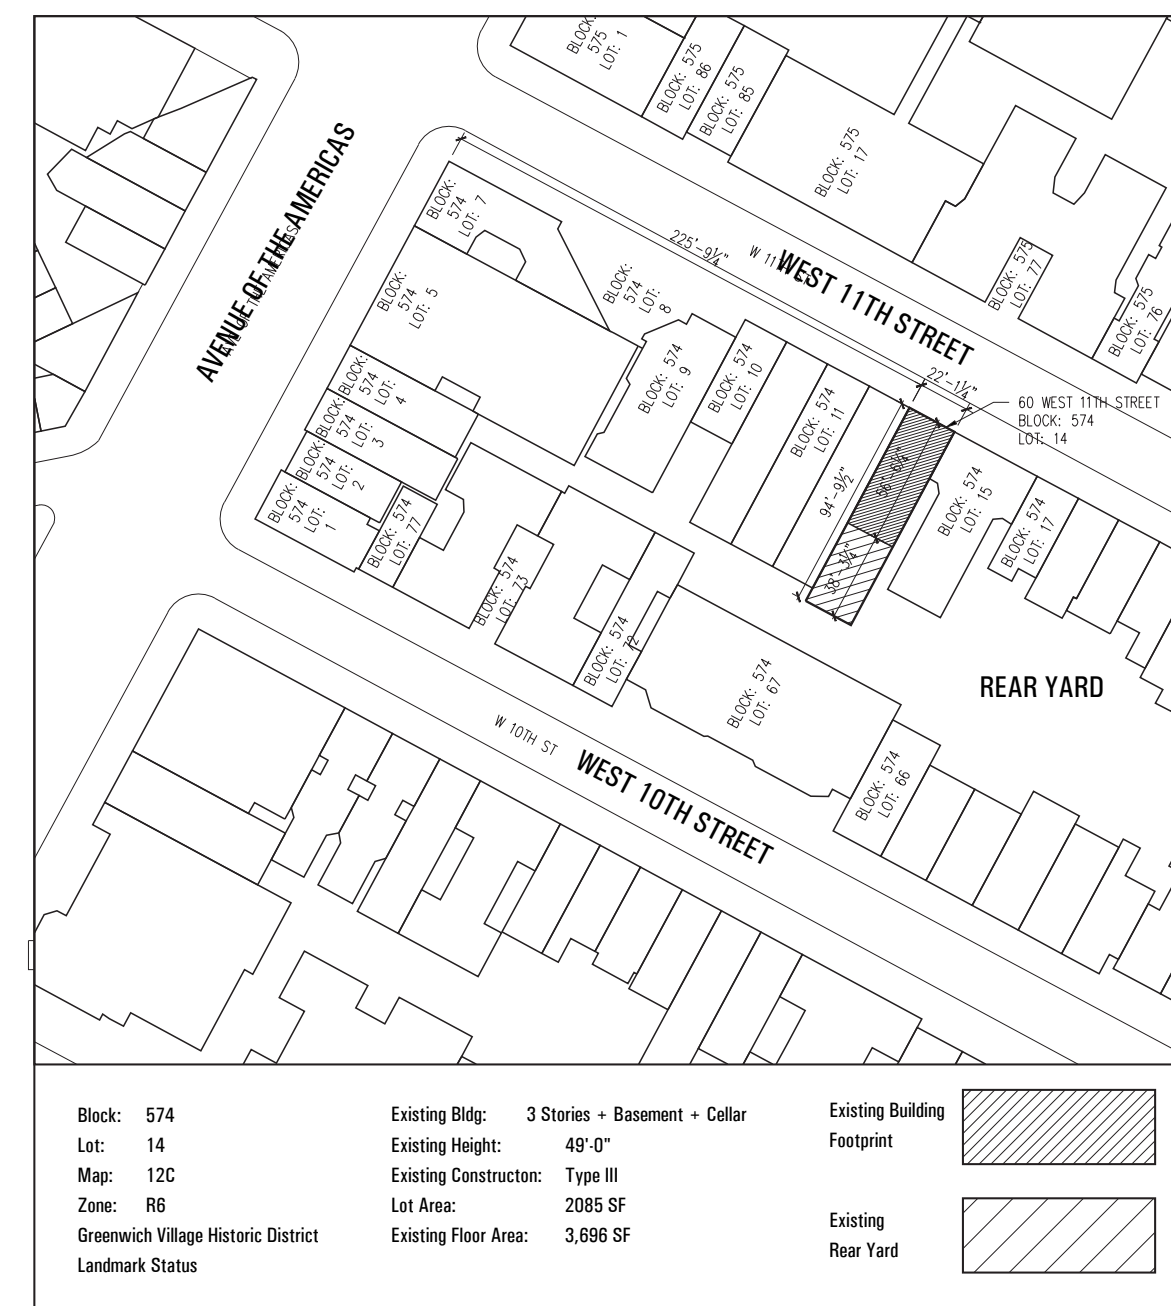 BLOCK:
575
LOT: 1
BLOCK: 575
LOT: 86
BLOCK: 575
LOT: 85
BLOCK: 575
LOT: 17
BLOCK: 575
LOT: 77
BLOCK: 575
LOT: 76
AVENUE OF THE AMERICAS
WEST 11TH STREET
225'-9¼"
22'-1¼"
60 WEST 11TH STREET
BLOCK: 574
LOT: 14
BLOCK:
574
LOT: 7
BLOCK:
574
LOT: 5
BLOCK:
574
LOT:
8
BLOCK: 574
LOT: 9
BLOCK: 574
LOT: 10
BLOCK: 574
LOT: 11
94'-9½"
38'-3¼"
BLOCK: 574
LOT: 15
BLOCK: 574
LOT: 17
BLOCK:
574
LOT:
4
BLOCK:
574
LOT:
3
BLOCK:
574
LOT:
2
BLOCK:
574
LOT:
1
BLOCK: 574
LOT: 77
BLOCK: 574
LOT: 73
BLOCK: 574
LOT: 72
BLOCK: 574
LOT: 67
BLOCK: 574
LOT: 66
REAR YARD
W 10TH ST
WEST 10TH STREET
Block: 574
Lot: 14
Map: 12C
Zone: R6
Greenwich Village Historic District
Landmark Status
Existing Bldg: 3 Stories + Basement + Cellar
Existing Height: 49'-0"
Existing Constructon: Type III
Lot Area: 2085 SF
Existing Floor Area: 3,696 SF
Existing Building
Footprint
Existing
Rear Yard